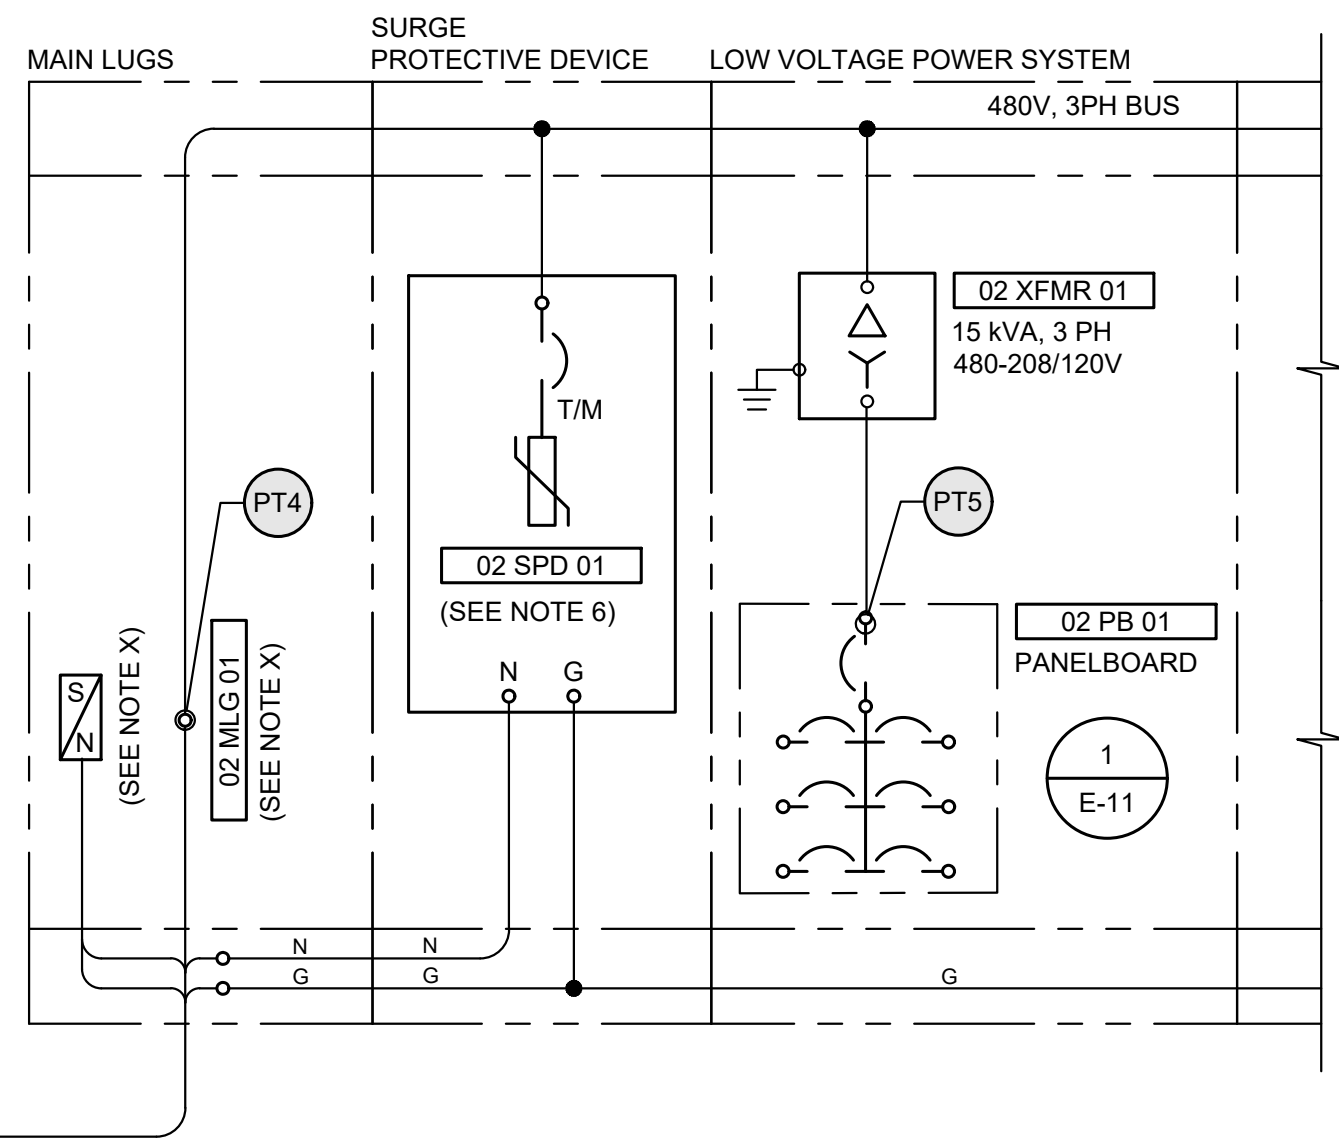 SURGE
MAIN LUGS
PROTECTIVE DEVICE
LOW VOLTAGE POWER SYSTEM
480V, 3PH BUS
02 XFMR 01
15 kVA, 3 PH
480-208/120V
T/M
PT4
PT5
02 SPD 01
(SEE NOTE 6)
N
G
02 PB 01
PANELBOARD
S
N
(SEE NOTE X)
02 MLG 01
(SEE NOTE X)
1
E-11
N
N
G
G
G